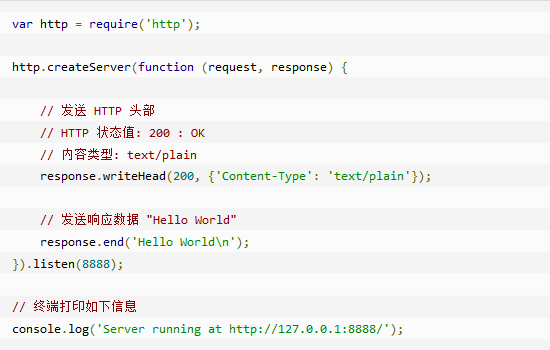 var http = require('http');
http.createServer(function (request, response) {
// 发送 HTTP 头部
// HTTP 状态值: 200 : OK
// 内容类型: text/plain
response.writeHead(200, {'Content-Type': 'text/plain'});
// 发送响应数据 "Hello World"
response.end('Hello World\n');
}).listen(8888);
// 终端打印如下信息
console.log('Server running at http://127.0.0.1:8888/');